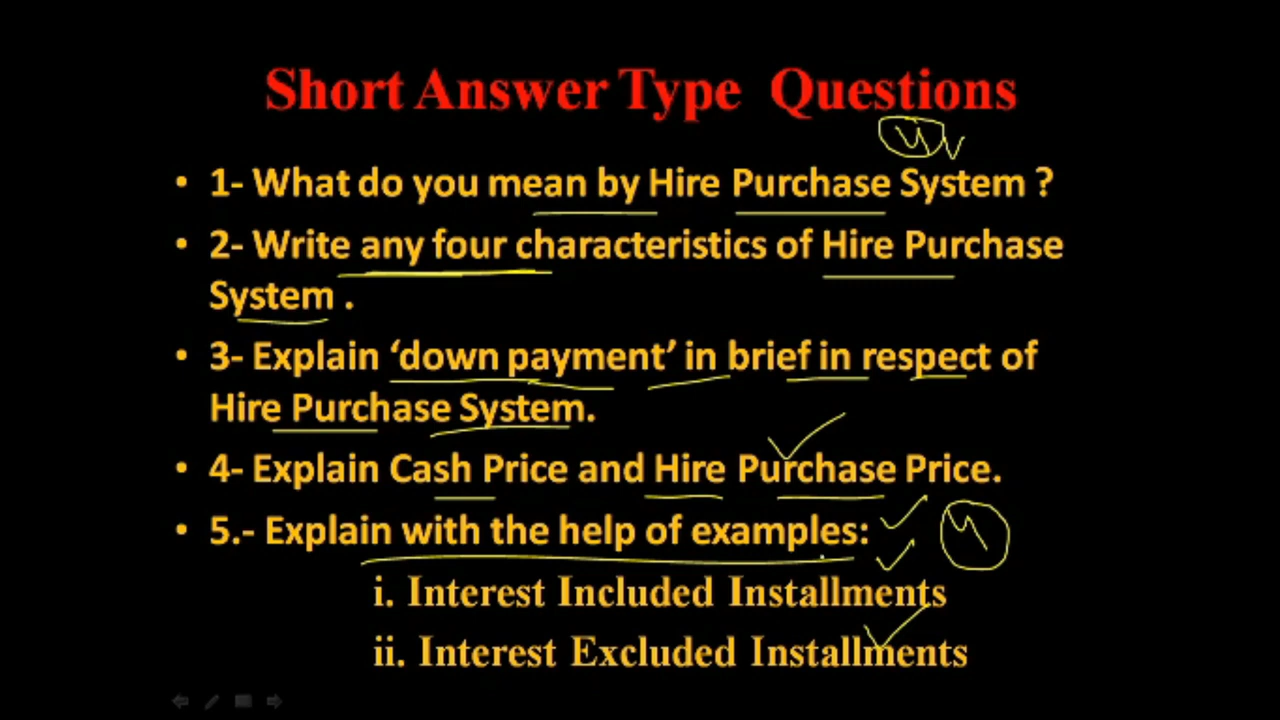 Short Answer Type Questions
• 1- What do you mean by Hire Purchase System ?
• 2- Write any four characteristics of Hire Purchase
System .
• 3- Explain ‘down payment’ in brief in respect of
Hire Purchase System.
• 4- Explain Cash Price and Hire Purchase Price.
• 5.- Explain with the help of examples:
i. Interest Included Installments
ii. Interest Excluded Installments